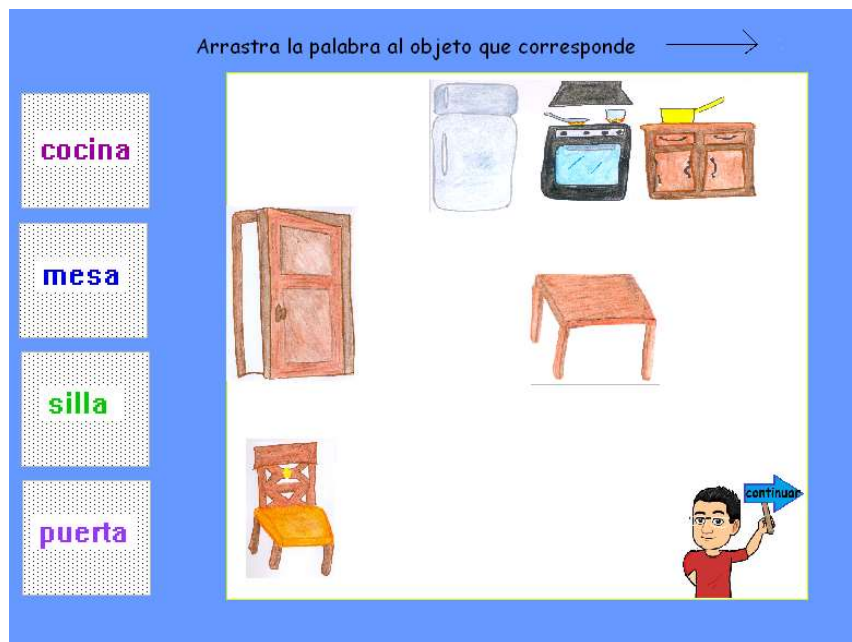 Arrastra la palabra al objeto que corresponde
cocina
mesa
silla
puerta
continuar